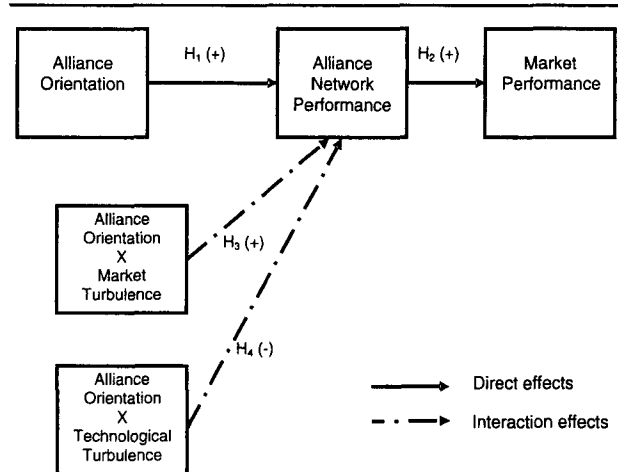 Alliance
Orientation
H₁ (+)
Alliance
Network
Performance
H₂ (+)
Market
Performance
Alliance
Orientation
X
Market
Turbulence
H₃ (+)
Alliance
Orientation
X
Technological
Turbulence
H₄ (-)
Direct effects
Interaction effects